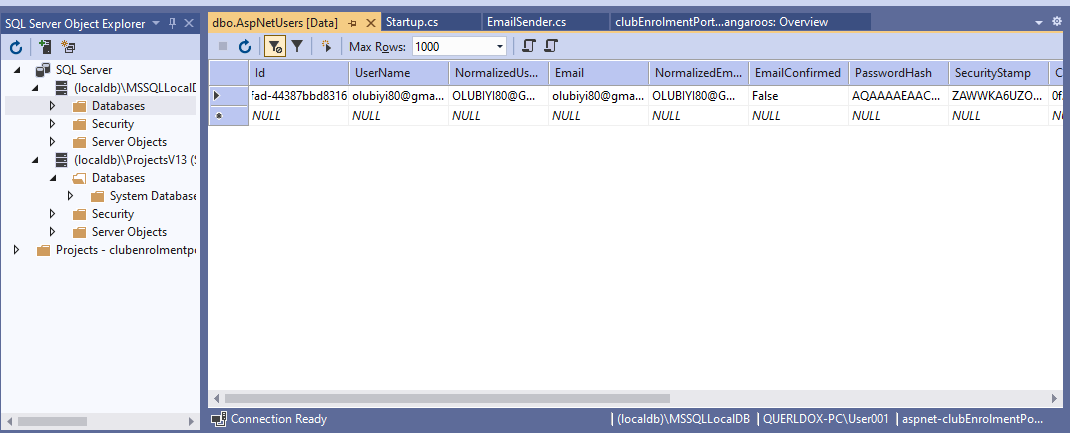 SQL Server Object Explorer
SQL Server
(localdb)\MSSQLLocalD
Databases
Security
Server Objects
(localdb)\ProjectsV13 (S
Databases
System Database
Security
Server Objects
Projects - clubenrolmentpo
dbo.AspNetUsers [Data] Startup.cs EmailSender.cs clubEnrolmentPort...angaroos: Overview
Max Rows: 1000
Id UserName NormalizedUs... Email NormalizedEm... EmailConfirmed PasswordHash SecurityStamp C
fad-44387bbd8316 olubiyi80@gma... OLUBIYI80@G... olubiyi80@gma... OLUBIYI80@G... False AQAAAAEAAC... ZAWWKA6UZO... 0f
NULL NULL NULL NULL NULL NULL NULL NULL NU
Connection Ready (localdb)\MSSQLLocalDB QUERLDOX-PC\User001 aspnet-clubEnrolmentPo...